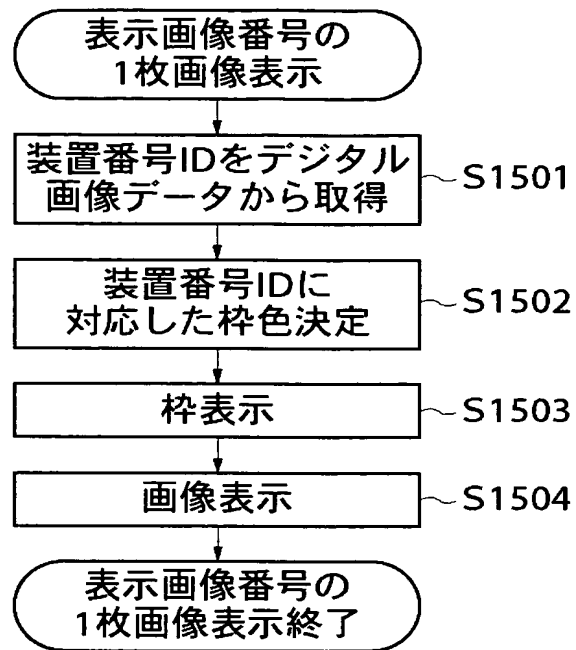 表示画像番号の
1枚画像表示
装置番号IDをデジタル
画像データから取得
S1501
装置番号IDに
対応した枠色決定
S1502
枠表示
S1503
画像表示
S1504
表示画像番号の
1枚画像表示終了